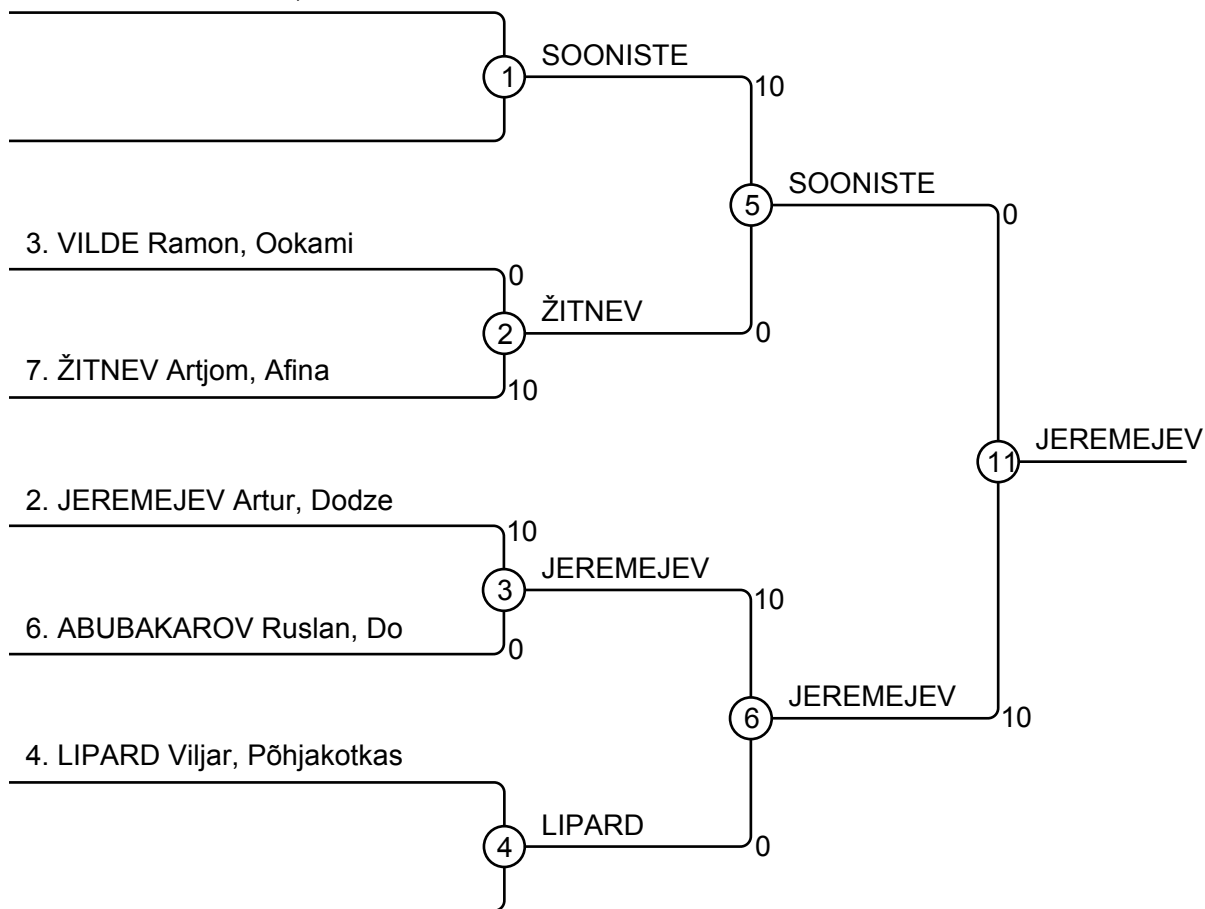 1 SOONISTE
10
5 SOONISTE
0
3. VILDE Ramon, Ookami
0
2 ŽITNEV
0
7. ŽITNEV Artjom, Afina
10
11 JEREMEJEV
2. JEREMEJEV Artur, Dodze
10
3 JEREMEJEV
10
6. ABUBAKAROV Ruslan, Do
0
6 JEREMEJEV
10
4. LIPARD Viljar, Põhjakotkas
4 LIPARD
0